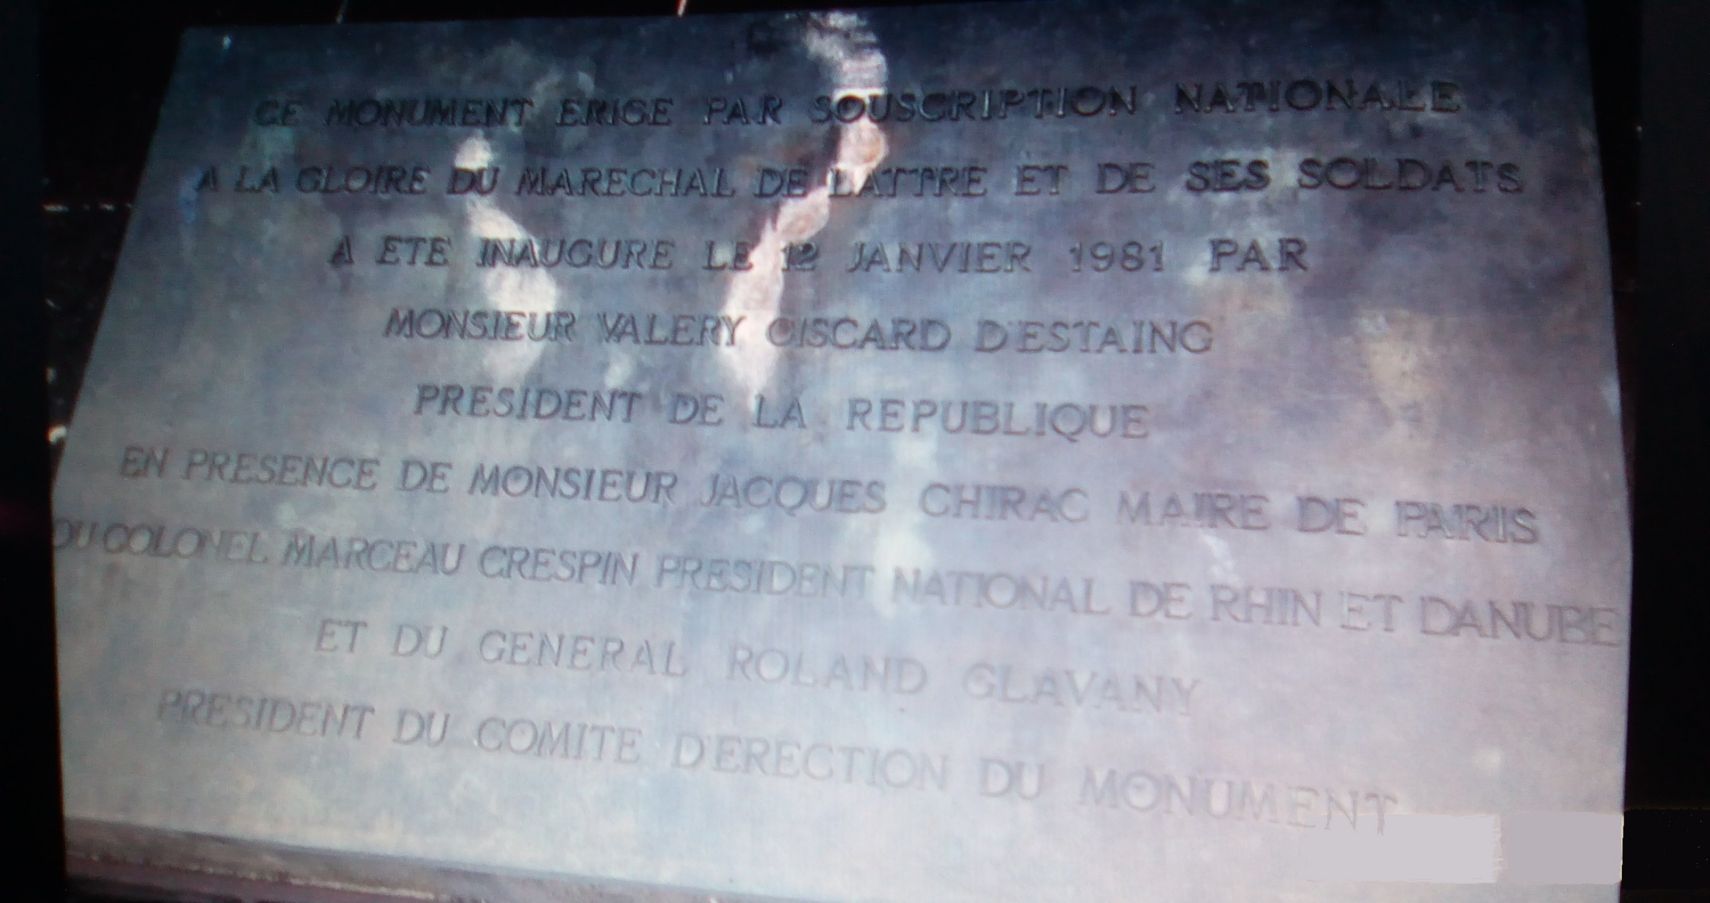 CE MONUMENT ERIGE PAR SOUSCRIPTION NATIONALE
A LA GLOIRE DU MARECHAL DE LATTRE ET DE SES SOLDATS
A ETE INAUGURE LE 12 JANVIER 1981 PAR
MONSIEUR VALERY GISCARD D'ESTAING
PRESIDENT DE LA REPUBLIQUE
EN PRESENCE DE MONSIEUR JACQUES CHIRAC MAIRE DE PARIS
DU COLONEL MARCEAU CRESPIN PRESIDENT NATIONAL DE RHIN ET DANUBE
ET DU GENERAL ROLAND GLAVANY
PRESIDENT DU COMITE D'ERECTION DU MONUMENT